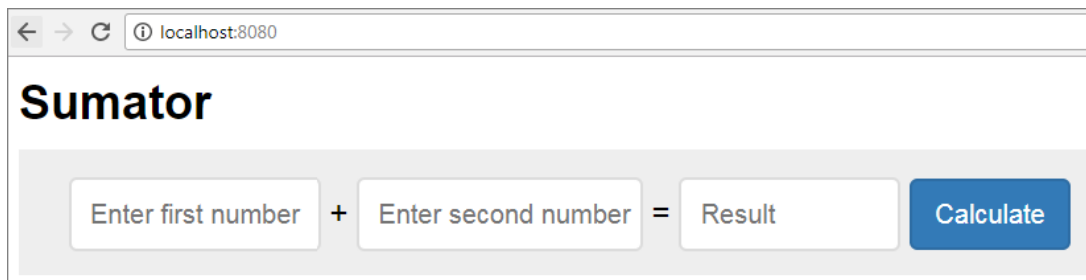 localhost:8080
Sumator
Enter first number + Enter second number = Result Calculate